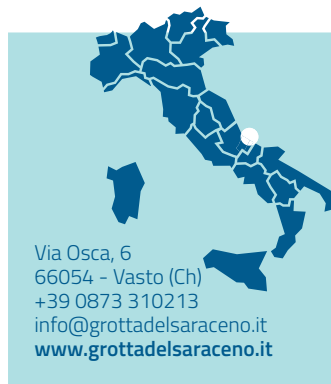 Via Osca, 6
66054 - Vasto (Ch)
+39 0873 310213
info@grottadelsaraceno.it
www.grottadelsaraceno.it